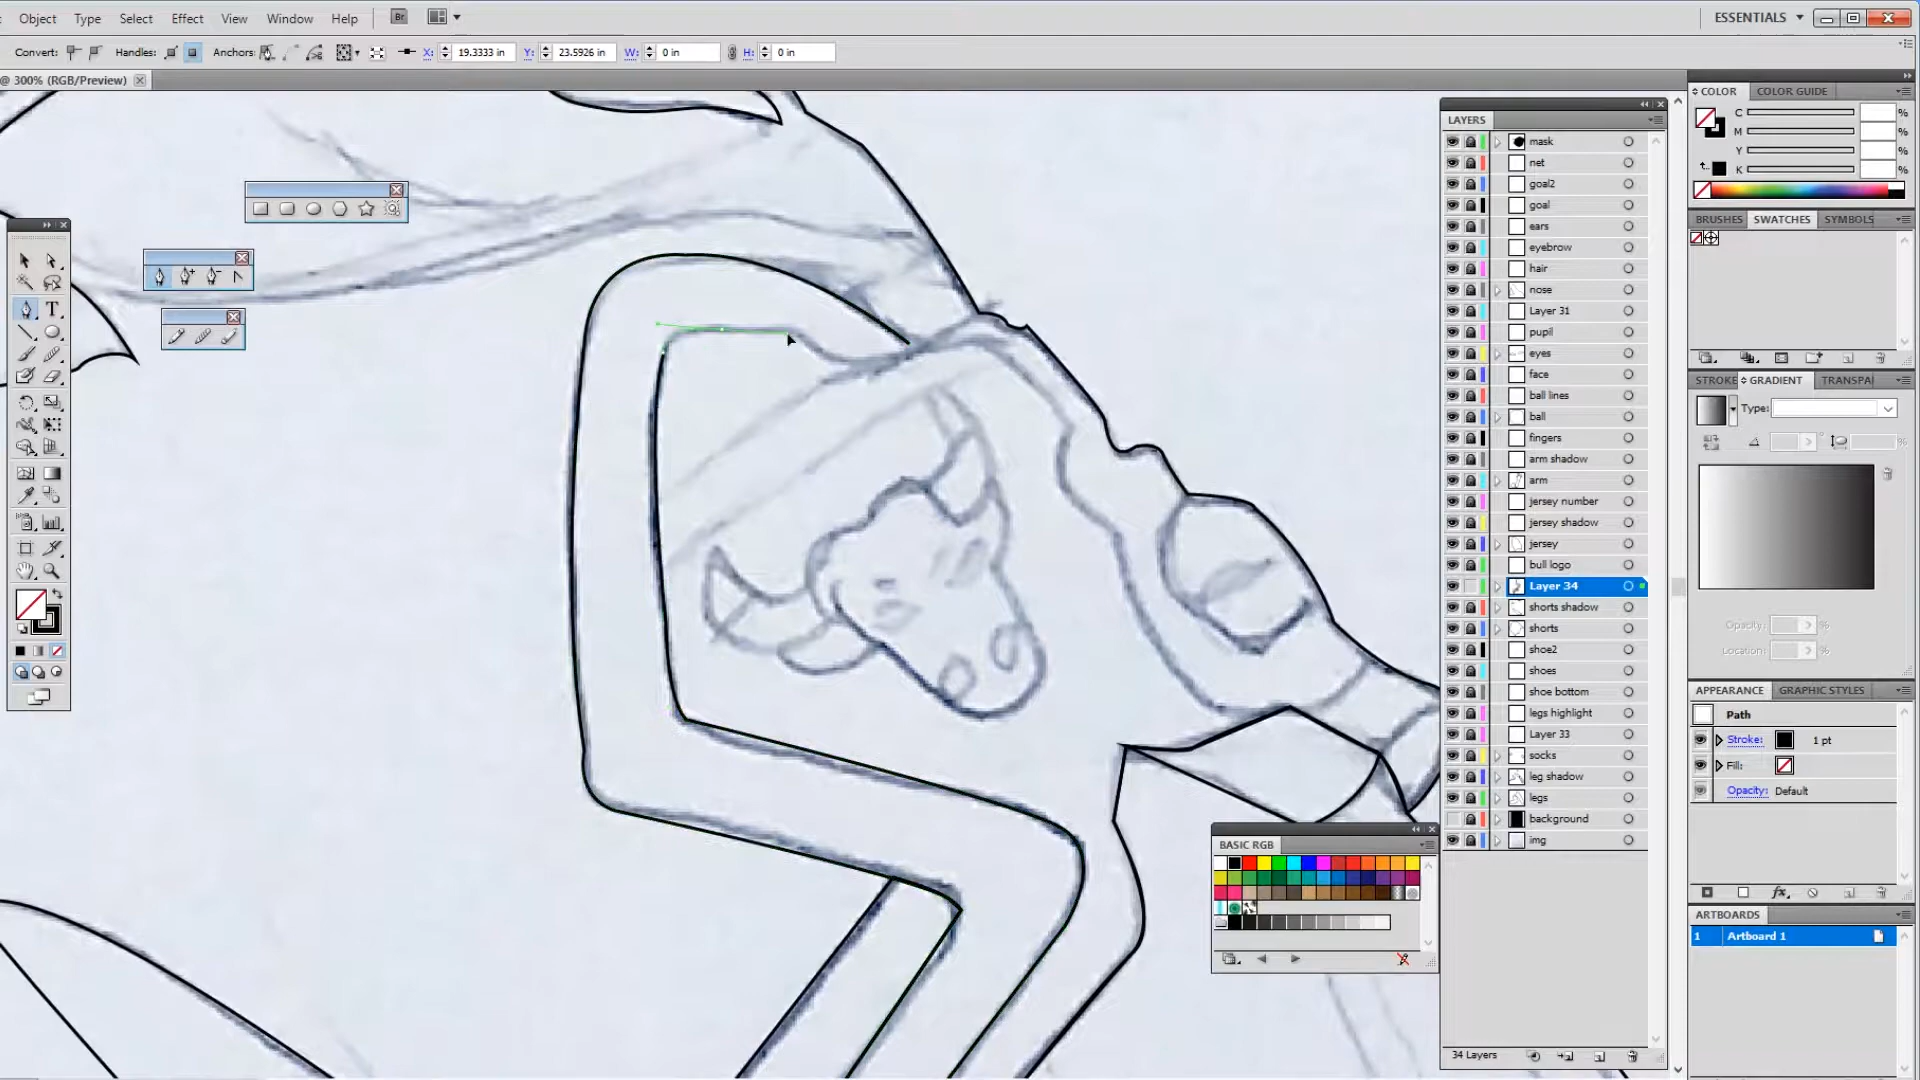 Object Type Select Effect View Window Help Br ESSENTIALS
Convert: Handles: Anchors: X: 19.3333 in Y: 23.5926 in W: 0 in H: 0 in
@ 300% (RGB/Preview)
LAYERS
mask
net
goal2
goal
ears
eyebrow
hair
nose
Layer 31
pupil
eyes
face
ball lines
ball
fingers
arm shadow
arm
jersey number
jersey shadow
jersey
bull logo
Layer 34
shorts shadow
shorts
shoe2
shoes
shoe bottom
legs highlight
Layer 33
socks
leg shadow
legs
background
img
34 Layers
BASIC RGB
COLOR COLOR GUIDE
C %
M %
Y %
K %
BRUSHES SWATCHES SYMBOLS
STROKE GRADIENT TRANSPA
Type:
%
Opacity: %
Location: %
APPEARANCE GRAPHIC STYLES
Path
Stroke: 1 pt
Fill:
Opacity: Default
fx
ARTBOARDS
1 Artboard 1